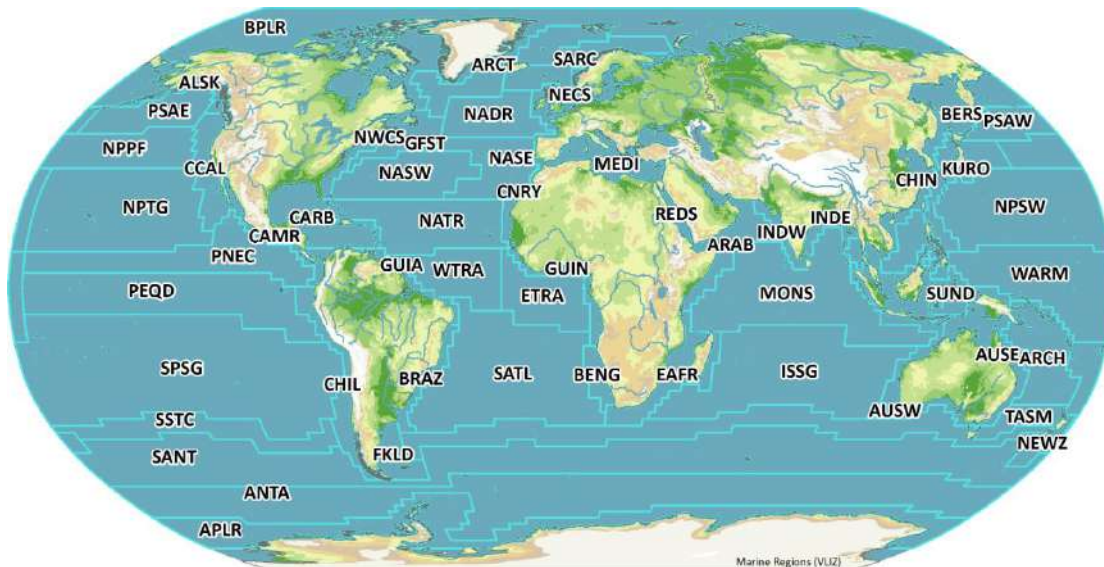 BPLR
ARCT
SARC
ALSK
PSAE
NECS
NADR
BERS
PSAW
NPPF
NWCS
GFST
NASE
MEDI
CCAL
NASW
CHIN
KURO
CNRY
NPTG
CARB
NATR
REDS
INDE
NPSW
CAMR
INDW
ARAB
PNEC
GUIA
WTRA
GUIN
WARM
PEQD
ETRA
MONS
SUND
SPSG
CHIL
BRAZ
SATL
BENG
EAFR
ISSG
AUSE
ARCH
SSTC
AUSW
TASM
SANT
FKLD
NEWZ
ANTA
APLR
Marine Regions (VLIZ)